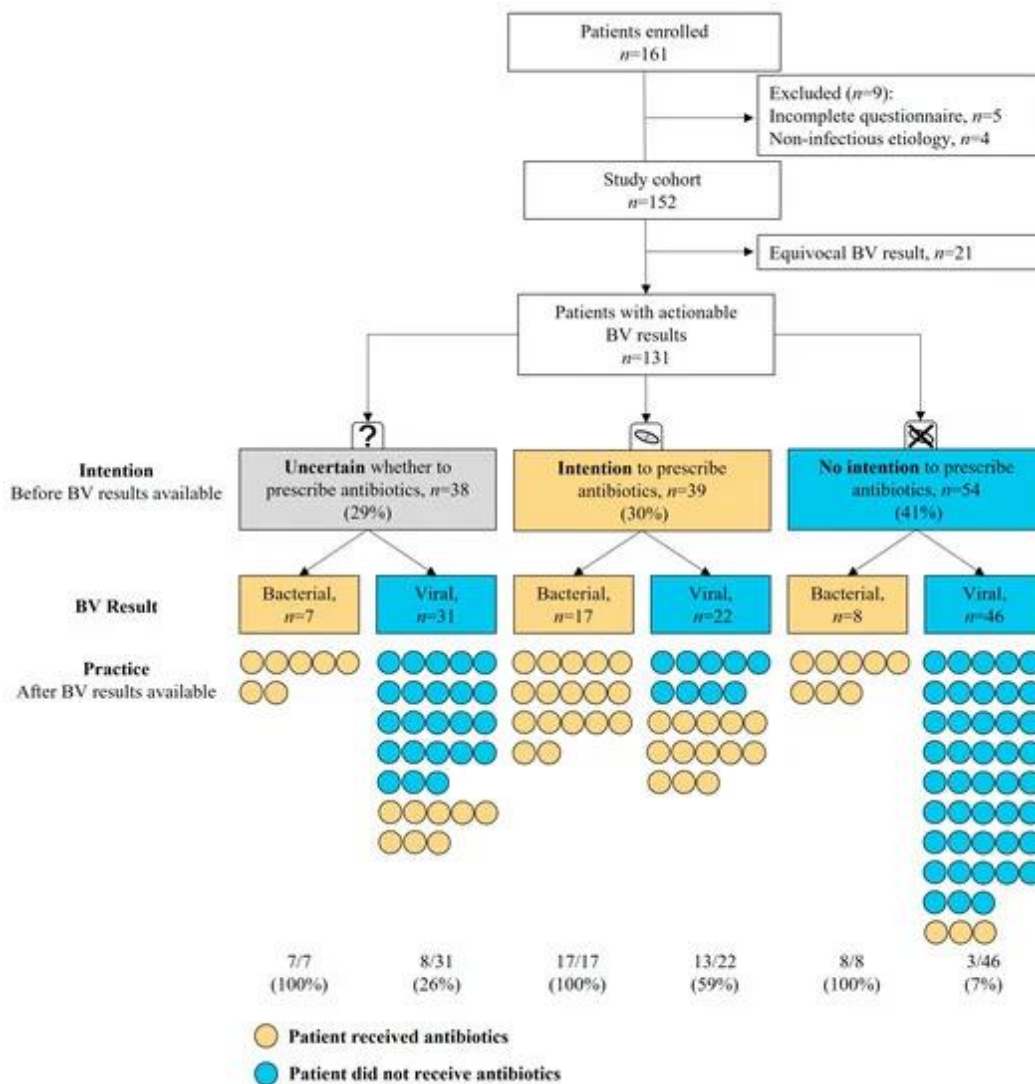 Patients enrolled
n=161
Excluded (n=9):
Incomplete questionnaire, n=5
Non-infectious etiology, n=4
Study cohort
n=152
Equivocal BV result, n=21
Patients with actionable
BV results
n=131
?
Intention
Before BV results available
Uncertain whether to
prescribe antibiotics, n=38
(29%)
Intention to prescribe
antibiotics, n=39
(30%)
No intention to prescribe
antibiotics, n=54
(41%)
BV Result
Bacterial,
n=7
Viral,
n=31
Bacterial,
n=17
Viral,
n=22
Bacterial,
n=8
Viral,
n=46
Practice
After BV results available
7/7
(100%)
8/31
(26%)
17/17
(100%)
13/22
(59%)
8/8
(100%)
3/46
(7%)
Patient received antibiotics
Patient did not receive antibiotics